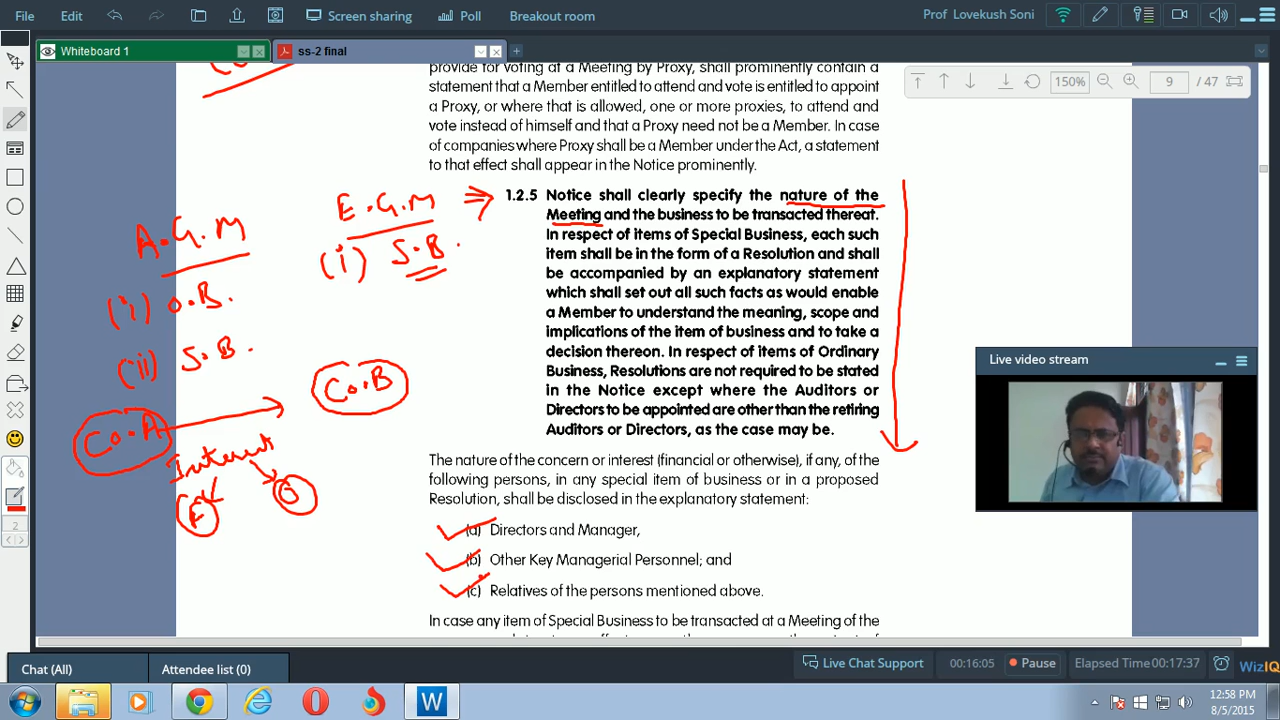 File Edit View Tools Screen sharing Poll Breakout room Prof Lovekush Soni
Whiteboard 1 ss-2 final
150% 9 / 47
provide for voting at a Meeting by Proxy, shall prominently contain a
statement that a Member entitled to attend and vote is entitled to appoint
a Proxy, or where that is allowed, one or more proxies, to attend and
vote instead of himself and that a Proxy need not be a Member. In case
of companies where Proxy shall be a Member under the Act, a statement
to that effect shall appear in the Notice prominently.
1.2.5 Notice shall clearly specify the nature of the
Meeting and the business to be transacted thereat.
In respect of items of Special Business, each such
item shall be in the form of a Resolution and shall
be accompanied by an explanatory statement
which shall set out all such facts as would enable
a Member to understand the meaning, scope and
implications of the item of business and to take a
decision thereon. In respect of items of Ordinary
Business, Resolutions are not required to be stated
in the Notice except where the Auditors or
Directors to be appointed are other than the retiring
Auditors or Directors, as the case may be.
The nature of the concern or interest (financial or otherwise), if any, of the
following persons, in any special item of business or in a proposed
Resolution, shall be disclosed in the explanatory statement:
(a) Directors and Manager,
(b) Other Key Managerial Personnel; and
(c) Relatives of the persons mentioned above.
In case any item of Special Business to be transacted at a Meeting of the
E.G.M
(i) S.B.
A.G.M
(i) O.B.
(ii) S.B.
Co.A
Co.B
Interest
F
O
Live video stream
2
Chat (All) Attendee list (0) Live Chat Support 00:16:05 Pause Elapsed Time 00:17:37 WizIQ
12:58 PM
8/5/2015